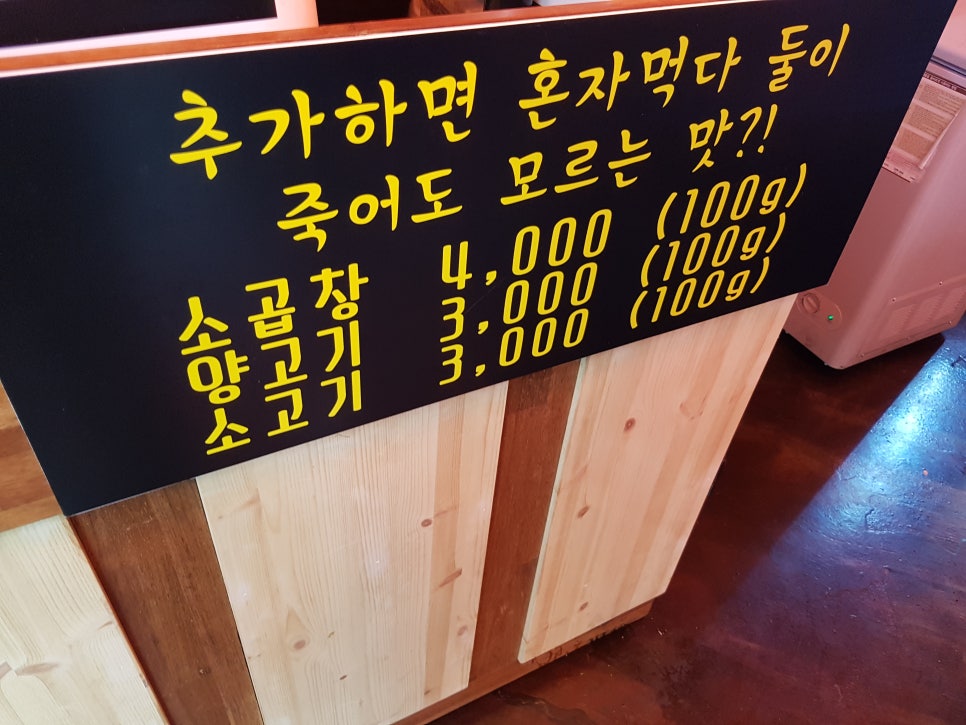 추가하면 혼자먹다 둘이
죽어도 모르는 맛?!
소곱창 4,000 (100g)
양고기 3,000 (100g)
소고기 3,000 (100g)